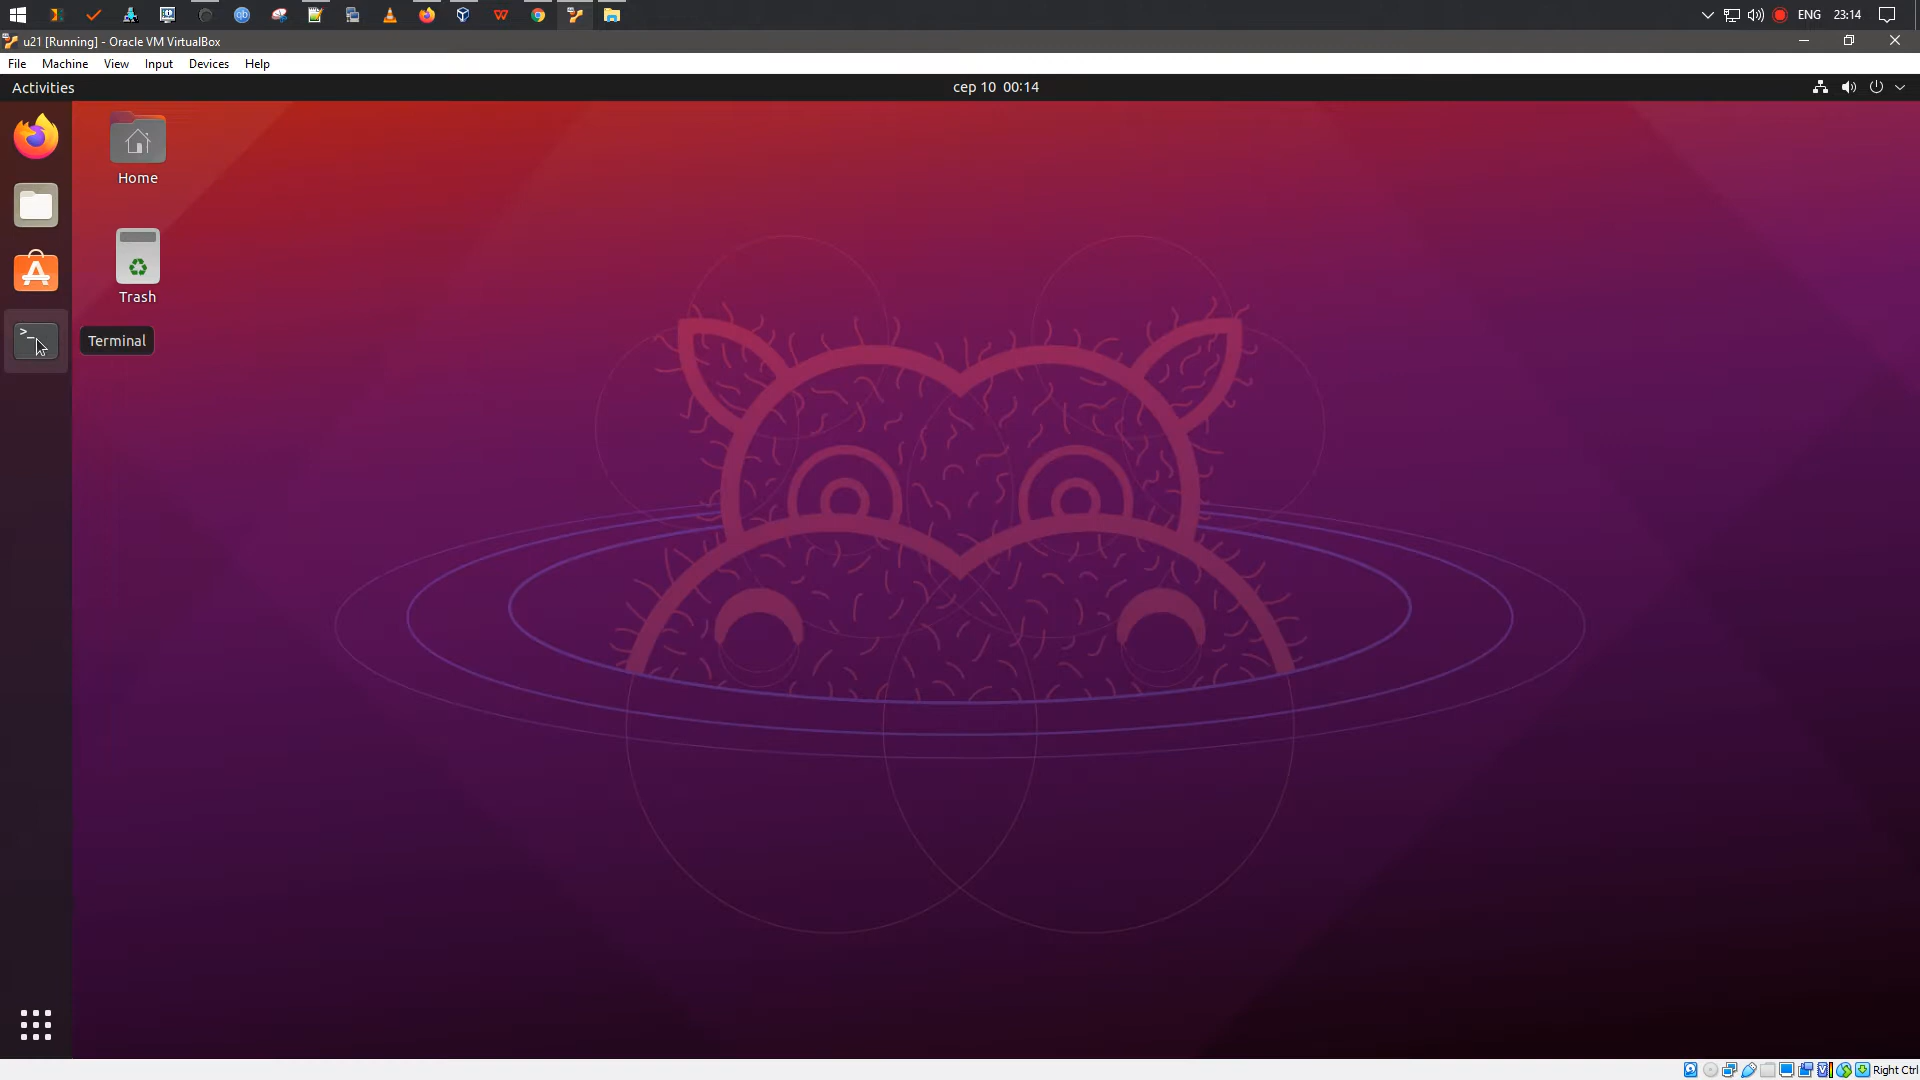 ENG 23:14
u21 [Running] - Oracle VM VirtualBox
File Machine View Input Devices Help
Activities
сер 10 00:14
Home
Trash
Terminal
Right Ctrl